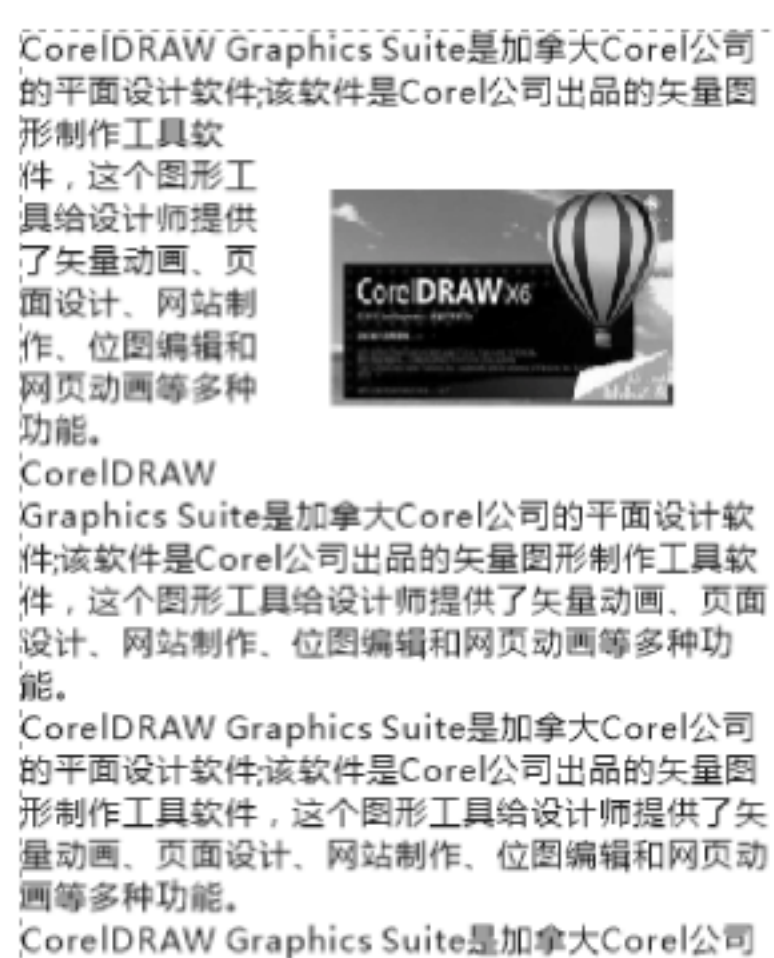 CorelDRAW Graphics Suite是加拿大Corel公司
的平面设计软件;该软件是Corel公司出品的矢量图
形制作工具软
件，这个图形工
具给设计师提供
了矢量动画、页
面设计、网站制
作、位图编辑和
网页动画等多种
功能。
CorelDRAW X6
CorelDRAW
Graphics Suite是加拿大Corel公司的平面设计软
件;该软件是Corel公司出品的矢量图形制作工具软
件，这个图形工具给设计师提供了矢量动画、页面
设计、网站制作、位图编辑和网页动画等多种功
能。
CorelDRAW Graphics Suite是加拿大Corel公司
的平面设计软件;该软件是Corel公司出品的矢量图
形制作工具软件，这个图形工具给设计师提供了矢
量动画、页面设计、网站制作、位图编辑和网页动
画等多种功能。
CorelDRAW Graphics Suite是加拿大Corel公司